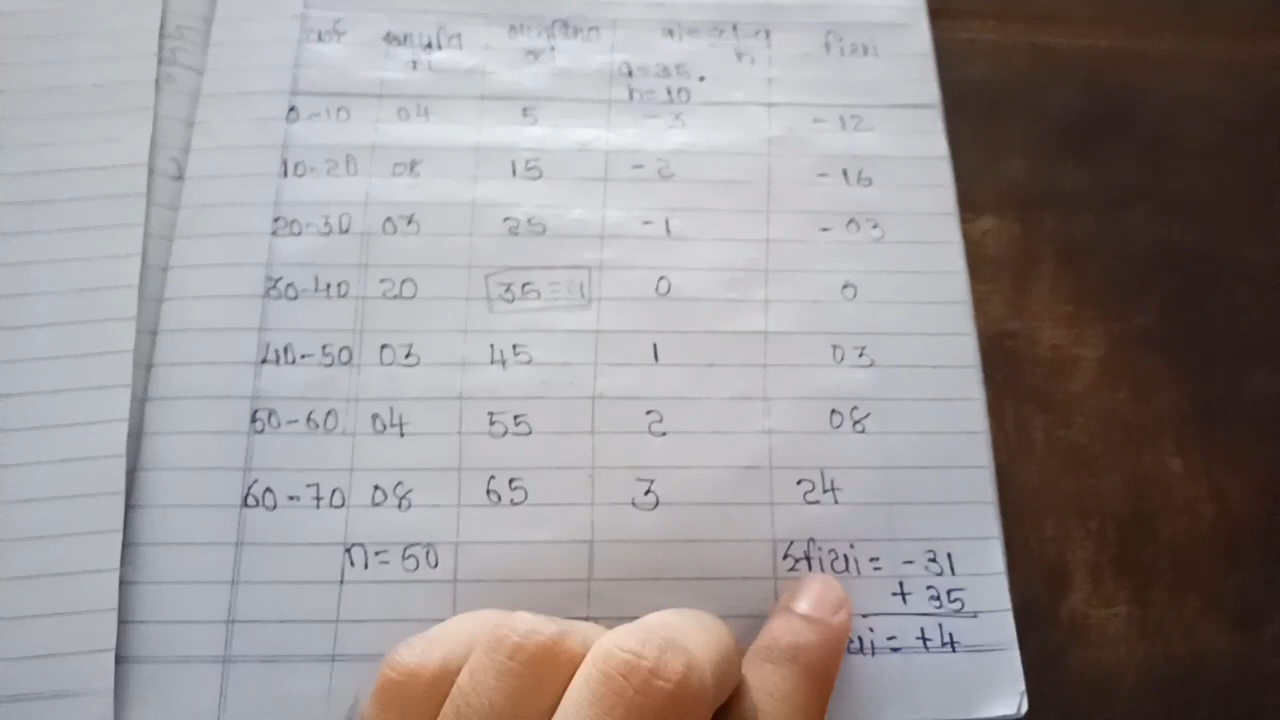 fiui
a=35.
h=10
0-10 04 5 -3 -12
10-20 08 15 -2 -16
20-30 03 25 -1 -03
30-40 20 35=a 0 0
40-50 03 45 1 03
50-60 04 55 2 08
60-70 08 65 3 24
n=50 Σfiui = -31
+35
ui = +4